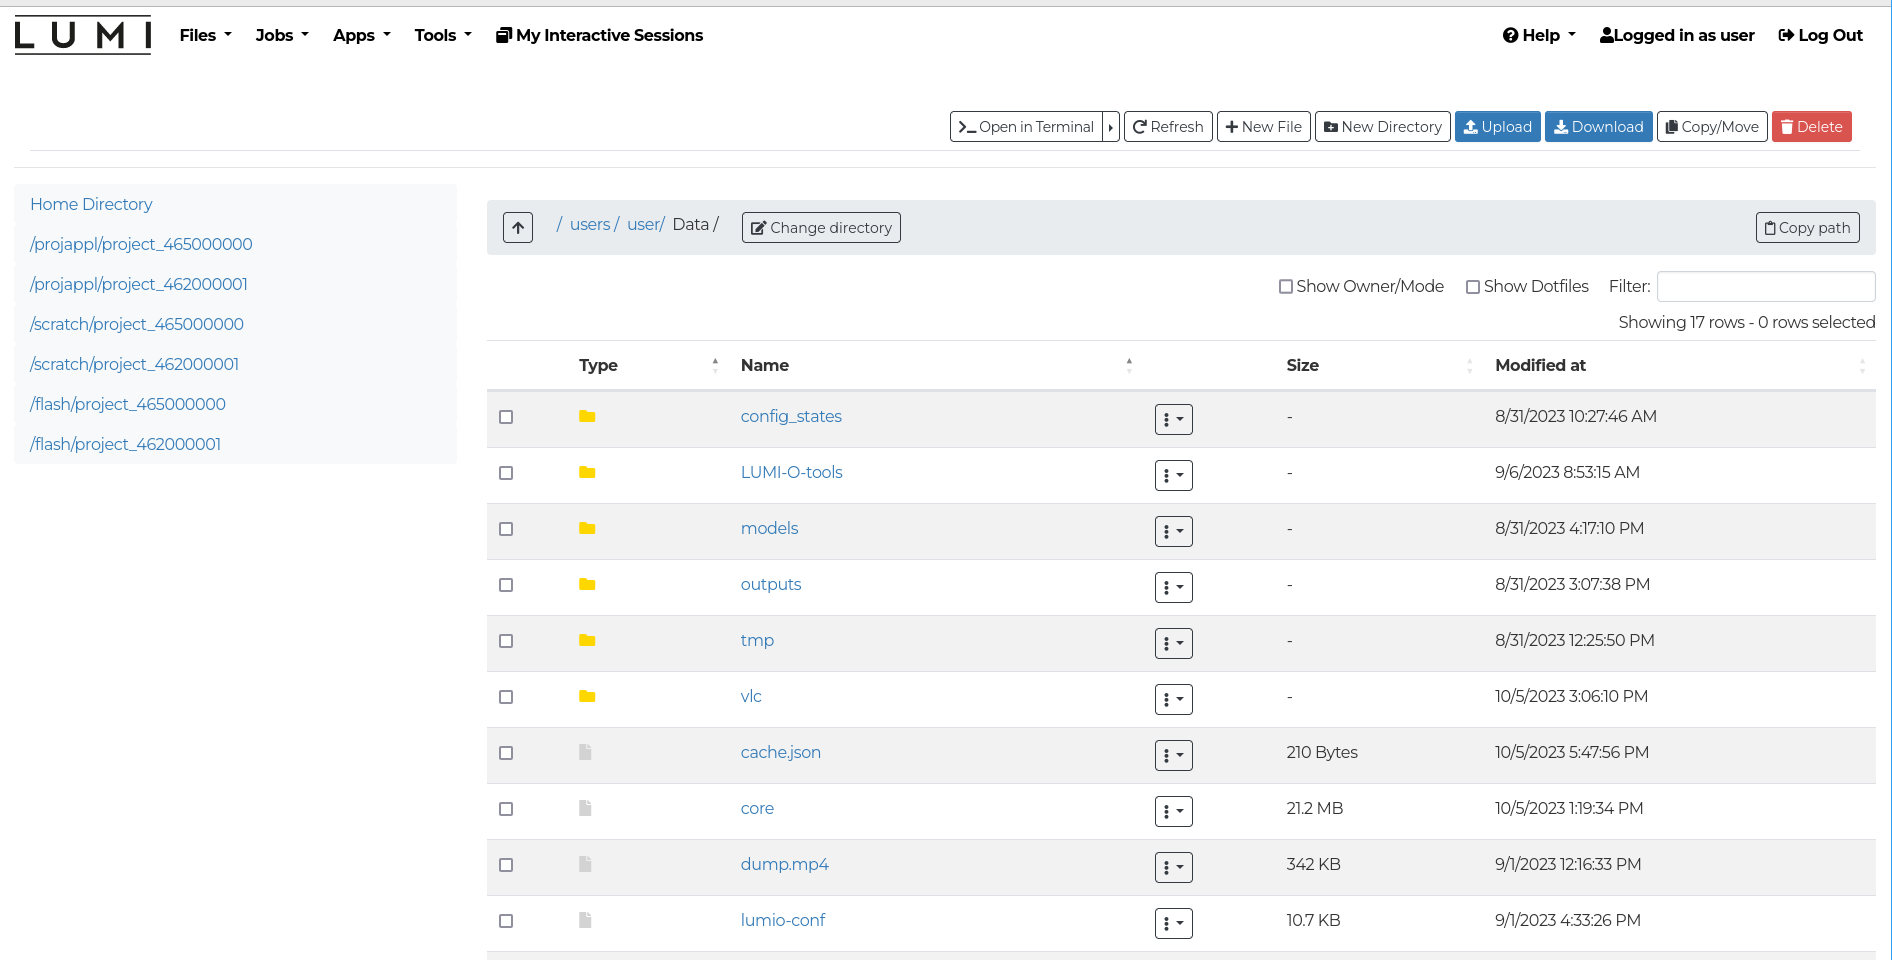 LUMI Files Jobs Apps Tools My Interactive Sessions Help Logged in as user Log Out
Open in Terminal Refresh New File New Directory Upload Download Copy/Move Delete
Home Directory
/projappl/project_465000000
/projappl/project_462000001
/scratch/project_465000000
/scratch/project_462000001
/flash/project_465000000
/flash/project_462000001
/ users / user/ Data / Change directory Copy path
Show Owner/Mode Show Dotfiles Filter:
Showing 17 rows - 0 rows selected
Type Name Size Modified at
config_states - 8/31/2023 10:27:46 AM
LUMI-O-tools - 9/6/2023 8:53:15 AM
models - 8/31/2023 4:17:10 PM
outputs - 8/31/2023 3:07:38 PM
tmp - 8/31/2023 12:25:50 PM
vlc - 10/5/2023 3:06:10 PM
cache.json 210 Bytes 10/5/2023 5:47:56 PM
core 21.2 MB 10/5/2023 1:19:34 PM
dump.mp4 342 KB 9/1/2023 12:16:33 PM
lumio-conf 10.7 KB 9/1/2023 4:33:26 PM